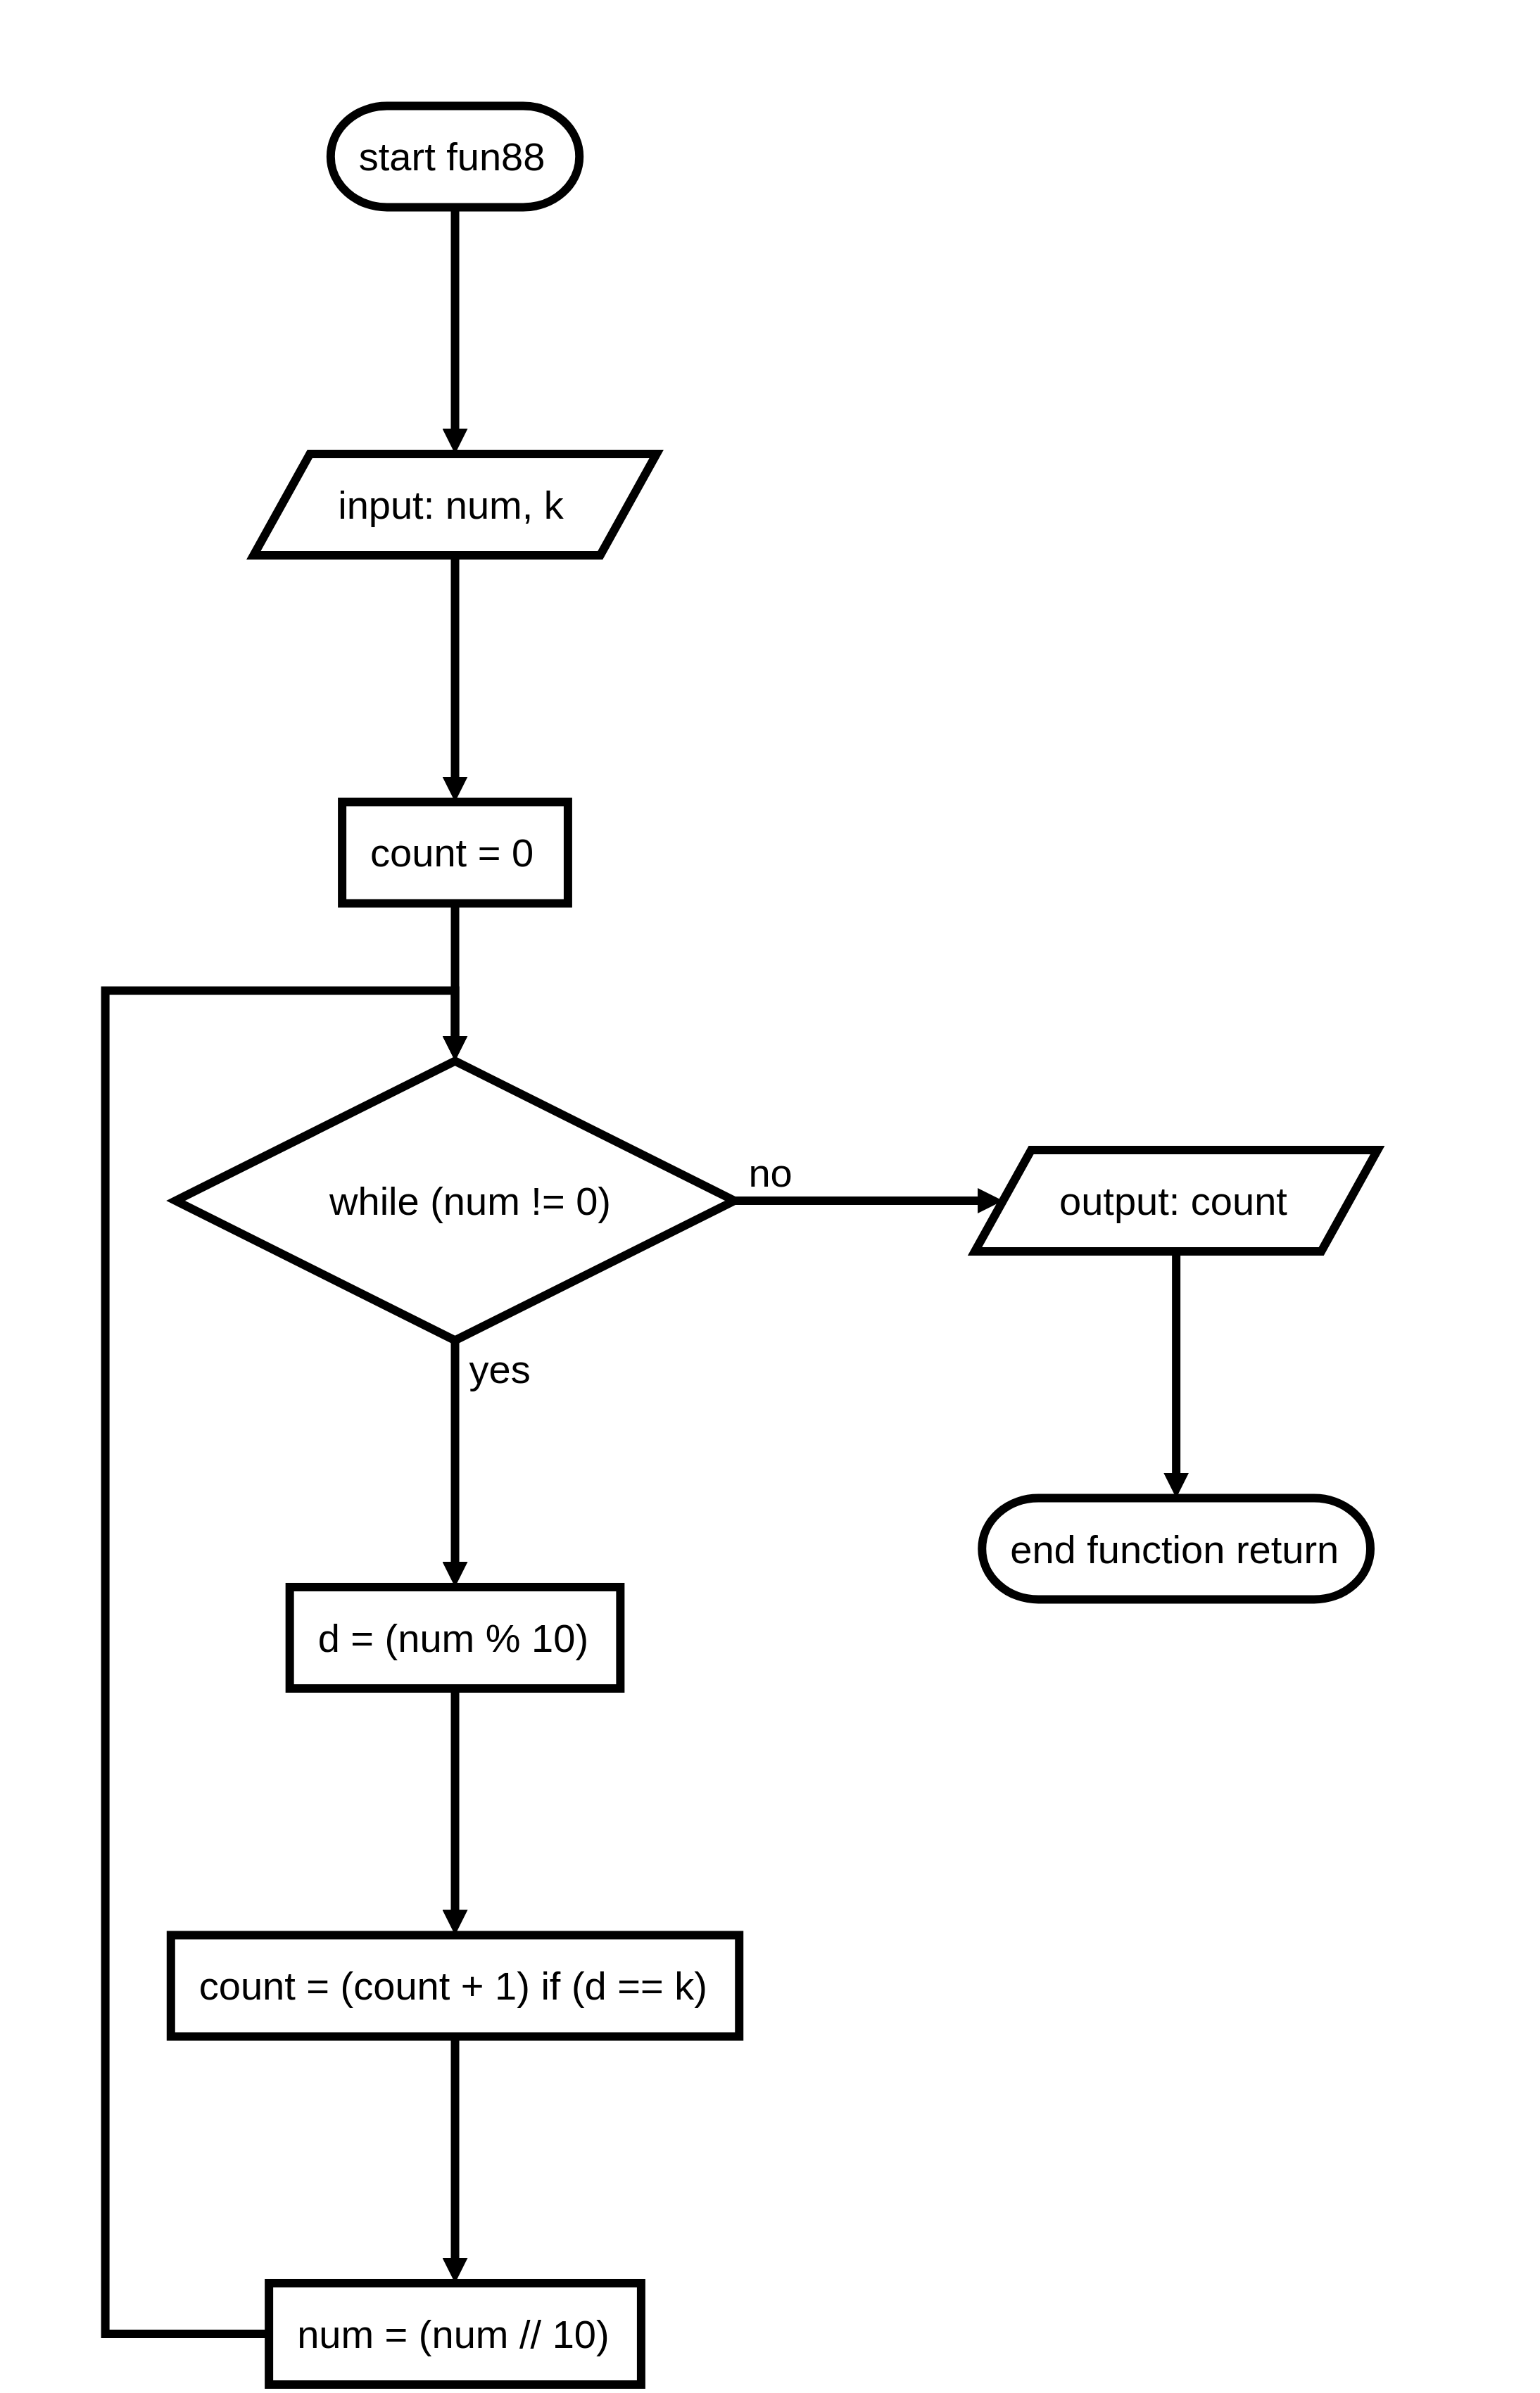 start fun88
input: num, k
count = 0
while (num != 0)
no
output: count
yes
end function return
d = (num % 10)
count = (count + 1) if (d == k)
num = (num // 10)